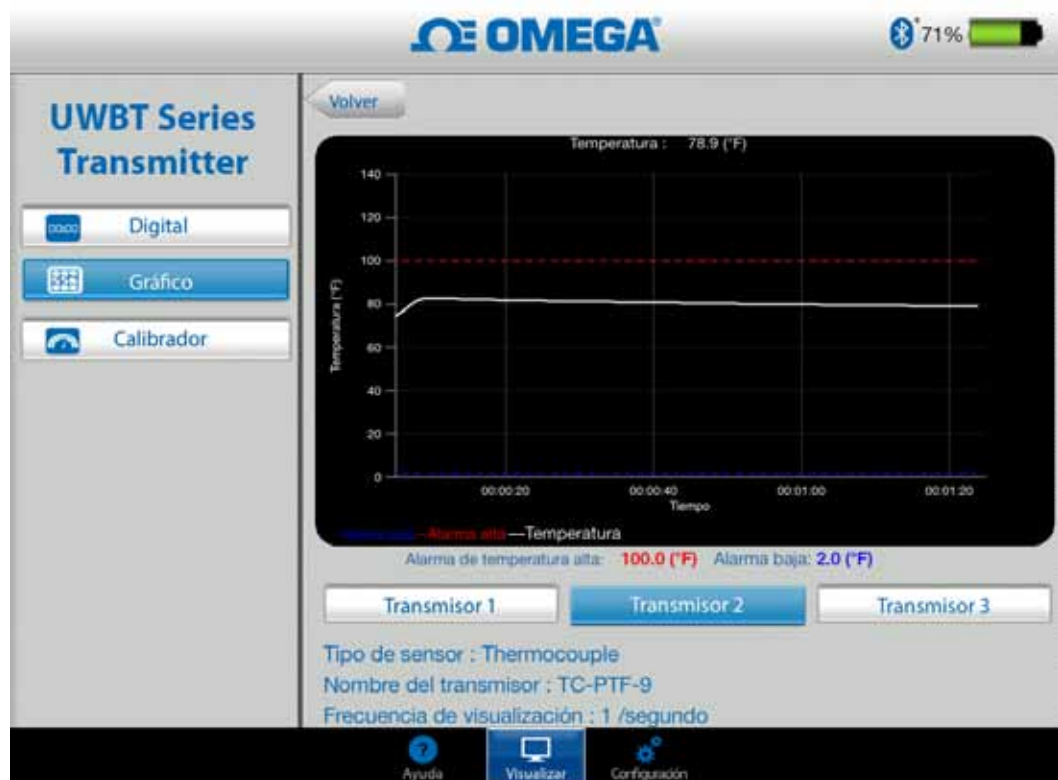 OMEGA®
71%
UWBT Series
Transmitter
Digital
Gráfico
Calibrador
Volver
Temperatura : 78.9 (°F)
140
120
100
80
60
40
20
0
Temperatura (°F)
00:00:20 00:00:40 00:01:00 00:01:20
Tiempo
—Alarma alta —Temperatura
Alarma de temperatura alta: 100.0 (°F) Alarma baja: 2.0 (°F)
Transmisor 1 Transmisor 2 Transmisor 3
Tipo de sensor : Thermocouple
Nombre del transmisor : TC-PTF-9
Frecuencia de visualización : 1 /segundo
Ayuda Visualizar Configuración